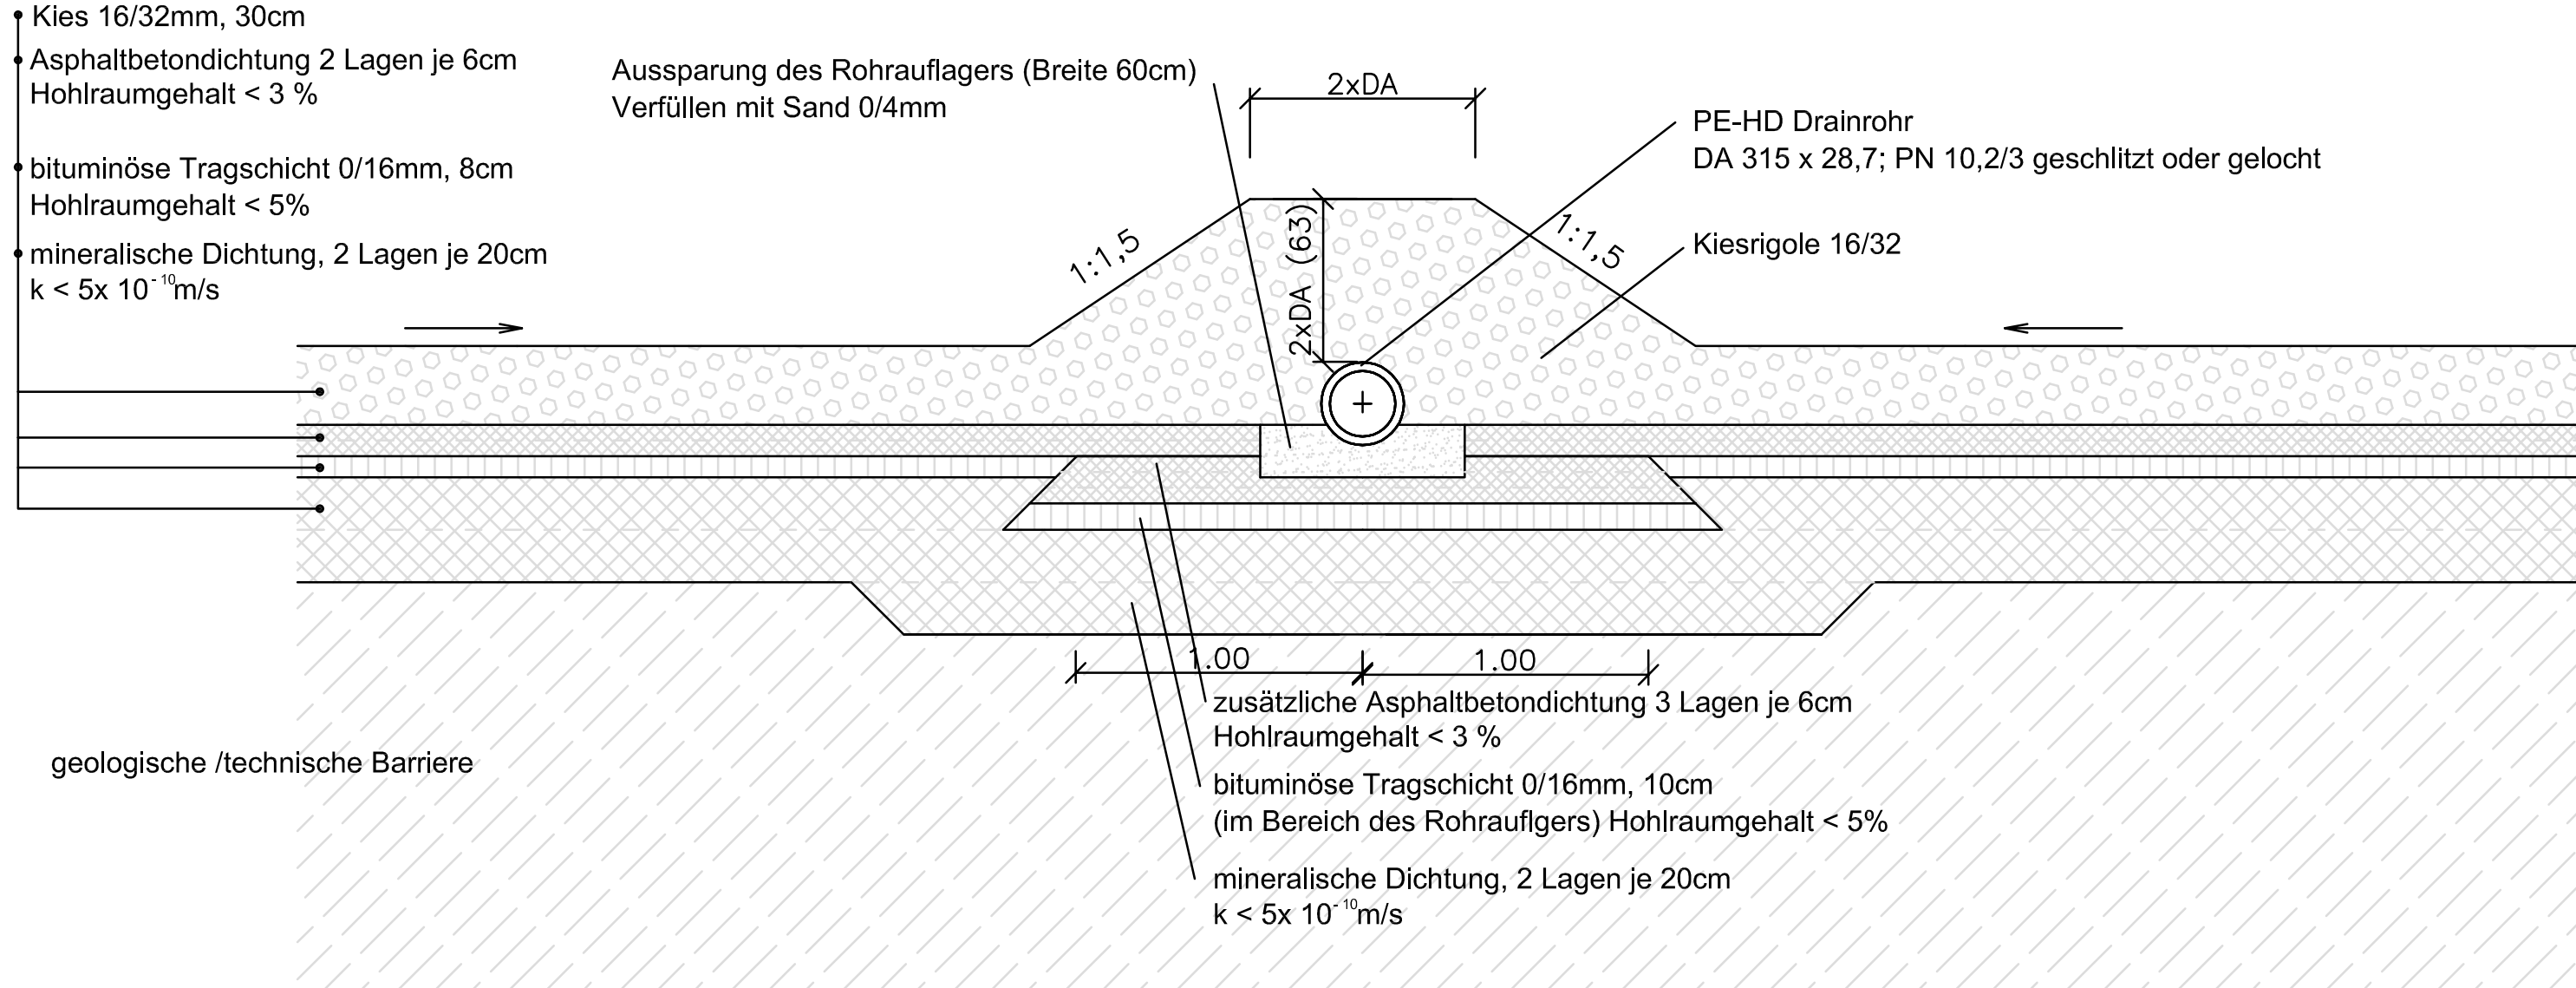 Kies 16/32mm, 30cm
Asphaltbetondichtung 2 Lagen je 6cm
Hohlraumgehalt < 3 %
bituminöse Tragschicht 0/16mm, 8cm
Hohlraumgehalt < 5%
mineralische Dichtung, 2 Lagen je 20cm
k < 5x 10⁻¹⁰m/s
Aussparung des Rohrauflagers (Breite 60cm)
Verfüllen mit Sand 0/4mm
2xDA
PE-HD Drainrohr
DA 315 x 28,7; PN 10,2/3 geschlitzt oder gelocht
Kiesrigole 16/32
1:1,5
2xDA (63)
1:1,5
1.00
1.00
zusätzliche Asphaltbetondichtung 3 Lagen je 6cm
Hohlraumgehalt < 3 %
bituminöse Tragschicht 0/16mm, 10cm
(im Bereich des Rohrauflgers) Hohlraumgehalt < 5%
mineralische Dichtung, 2 Lagen je 20cm
k < 5x 10⁻¹⁰m/s
geologische /technische Barriere